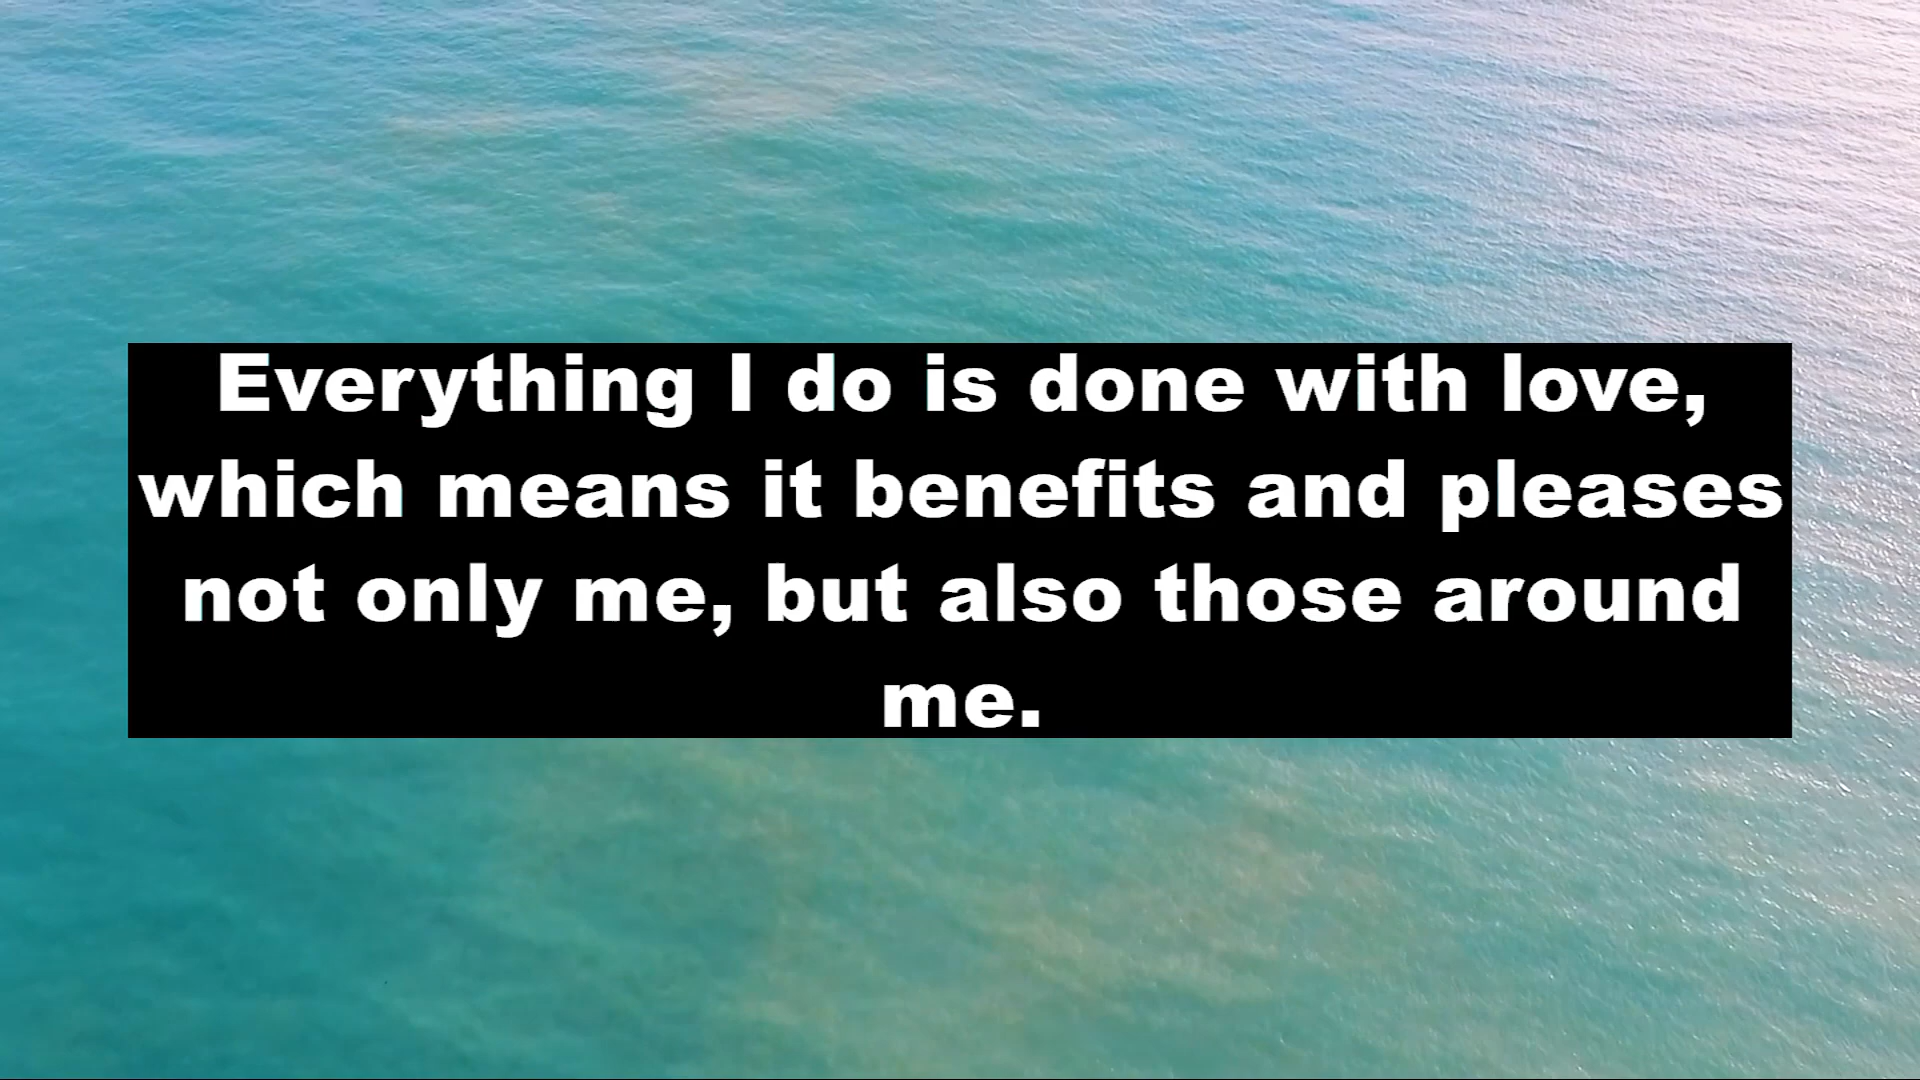 Everything I do is done with love,
which means it benefits and pleases
not only me, but also those around
me.